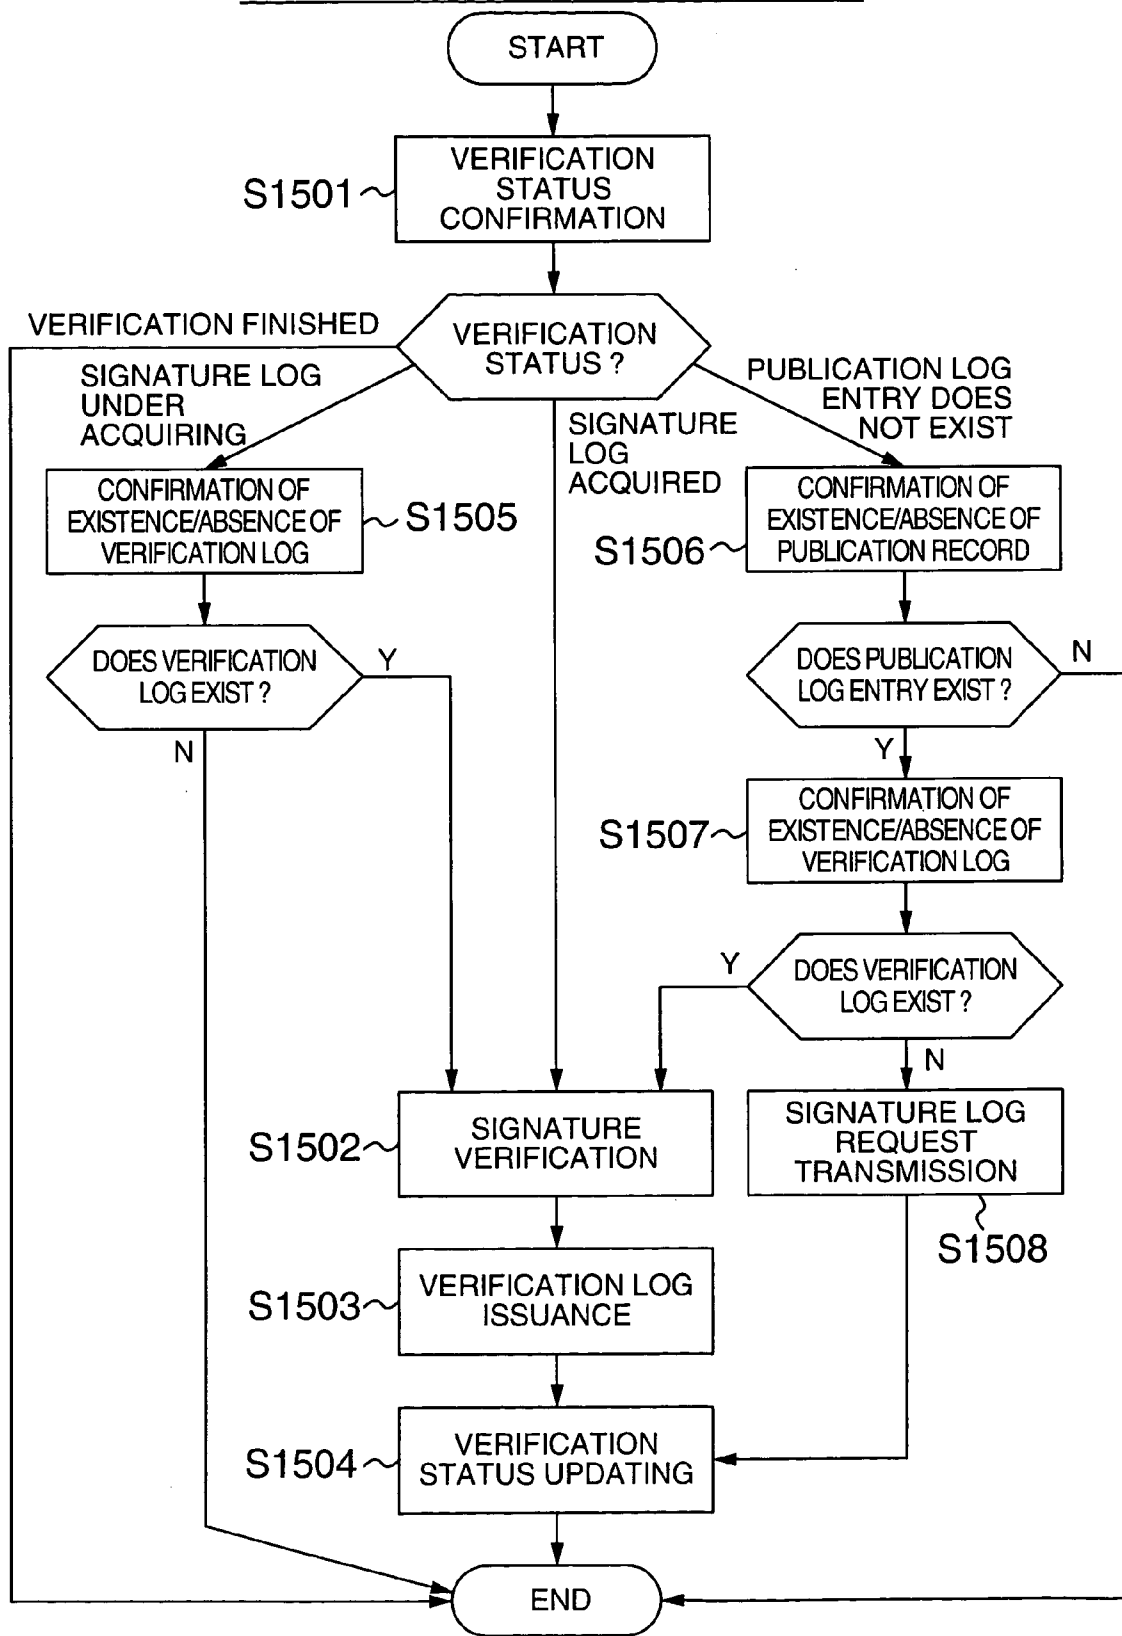 START
VERIFICATION
STATUS
CONFIRMATION
S1501
VERIFICATION FINISHED
VERIFICATION
STATUS ?
SIGNATURE LOG
UNDER
ACQUIRING
SIGNATURE
LOG
ACQUIRED
PUBLICATION LOG
ENTRY DOES
NOT EXIST
CONFIRMATION OF
EXISTENCE/ABSENCE OF
VERIFICATION LOG
S1505
CONFIRMATION OF
EXISTENCE/ABSENCE OF
PUBLICATION RECORD
S1506
DOES VERIFICATION
LOG EXIST ?
Y
N
DOES PUBLICATION
LOG ENTRY EXIST ?
N
Y
CONFIRMATION OF
EXISTENCE/ABSENCE OF
VERIFICATION LOG
S1507
DOES VERIFICATION
LOG EXIST ?
Y
N
SIGNATURE
VERIFICATION
S1502
SIGNATURE LOG
REQUEST
TRANSMISSION
S1508
VERIFICATION LOG
ISSUANCE
S1503
VERIFICATION
STATUS UPDATING
S1504
END